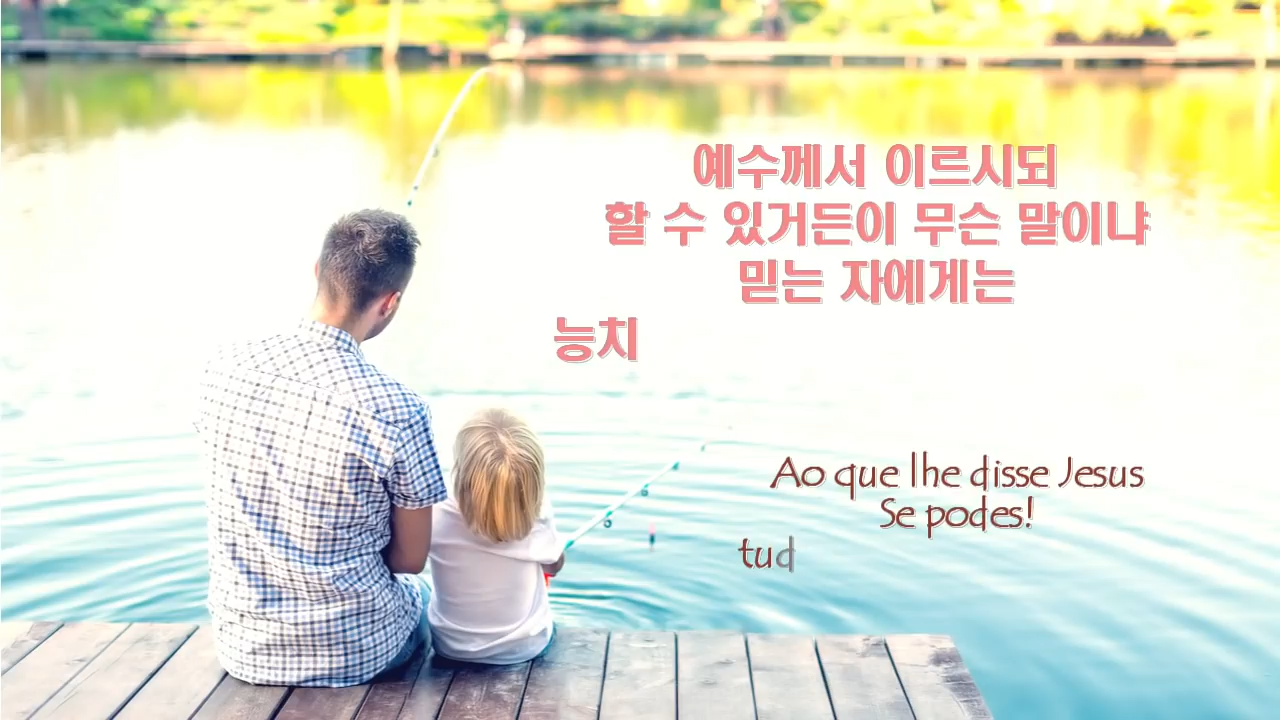 예수께서 이르시되
할 수 있거든이 무슨 말이냐
믿는 자에게는
능치
Ao que lhe disse Jesus
Se podes!
tud